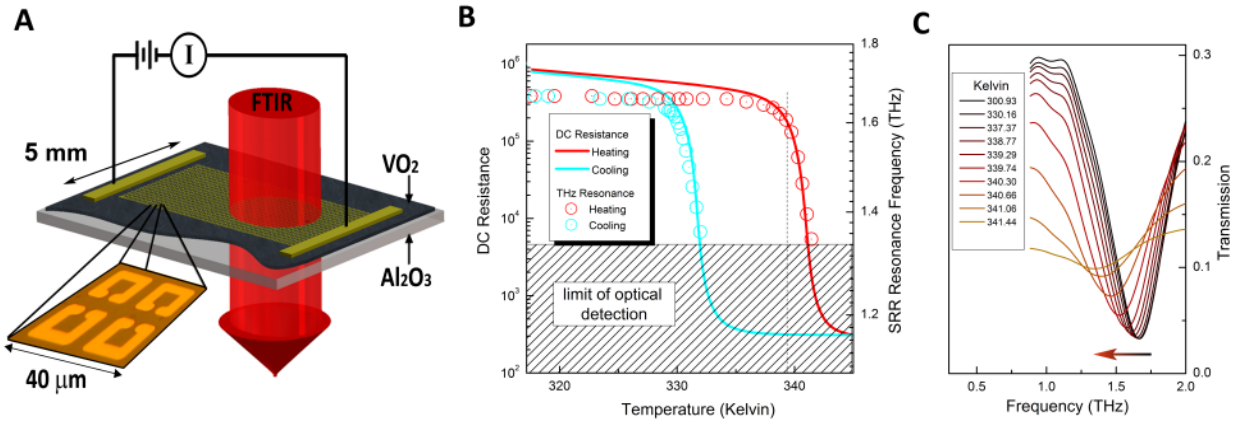 A
I
FTIR
5 mm
VO2
Al2O3
40 μm
B
DC Resistance
10^6
10^5
10^4
10^3
10^2
320
330
340
Temperature (Kelvin)
1.8
1.6
1.4
1.2
SRR Resonance Frequency (THz)
DC Resistance
Heating
Cooling
THz Resonance
Heating
Cooling
limit of optical
detection
C
Kelvin
300.93
330.16
337.37
338.77
339.29
339.74
340.30
340.66
341.06
341.44
0.3
0.2
0.1
0.0
Transmission
0.5
1.0
1.5
2.0
Frequency (THz)